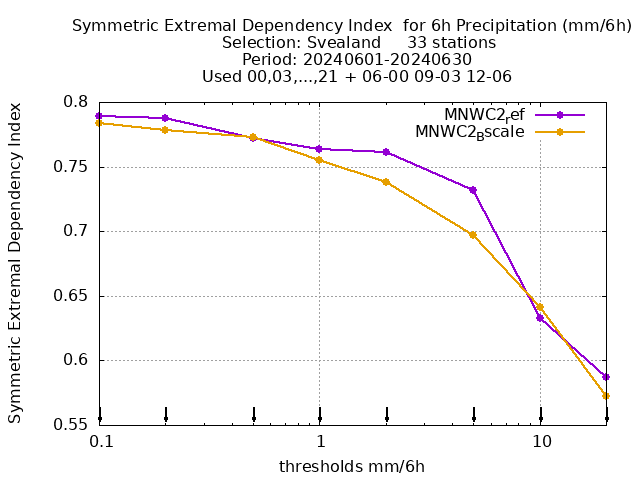 Symmetric Extremal Dependency Index  for 6h Precipitation (mm/6h)
Selection: Svealand     33 stations
Period: 20240601-20240630
Used 00,03,...,21 + 06-00 09-03 12-06
MNWC2ref
MNWC2Bscale
Symmetric Extremal Dependency Index
0.8
0.75
0.7
0.65
0.6
0.55
0.1 1 10
thresholds mm/6h